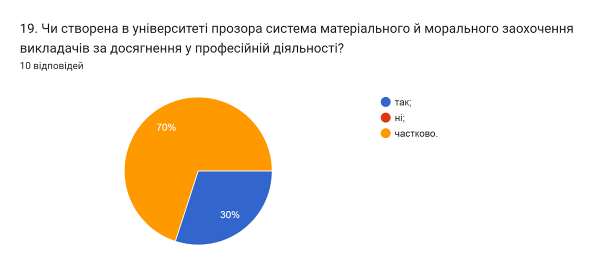 19. Чи створена в університеті прозора система матеріального й морального заохочення
викладачів за досягнення у професійній діяльності?
10 відповідей
так;
ні;
частково.
70%
30%